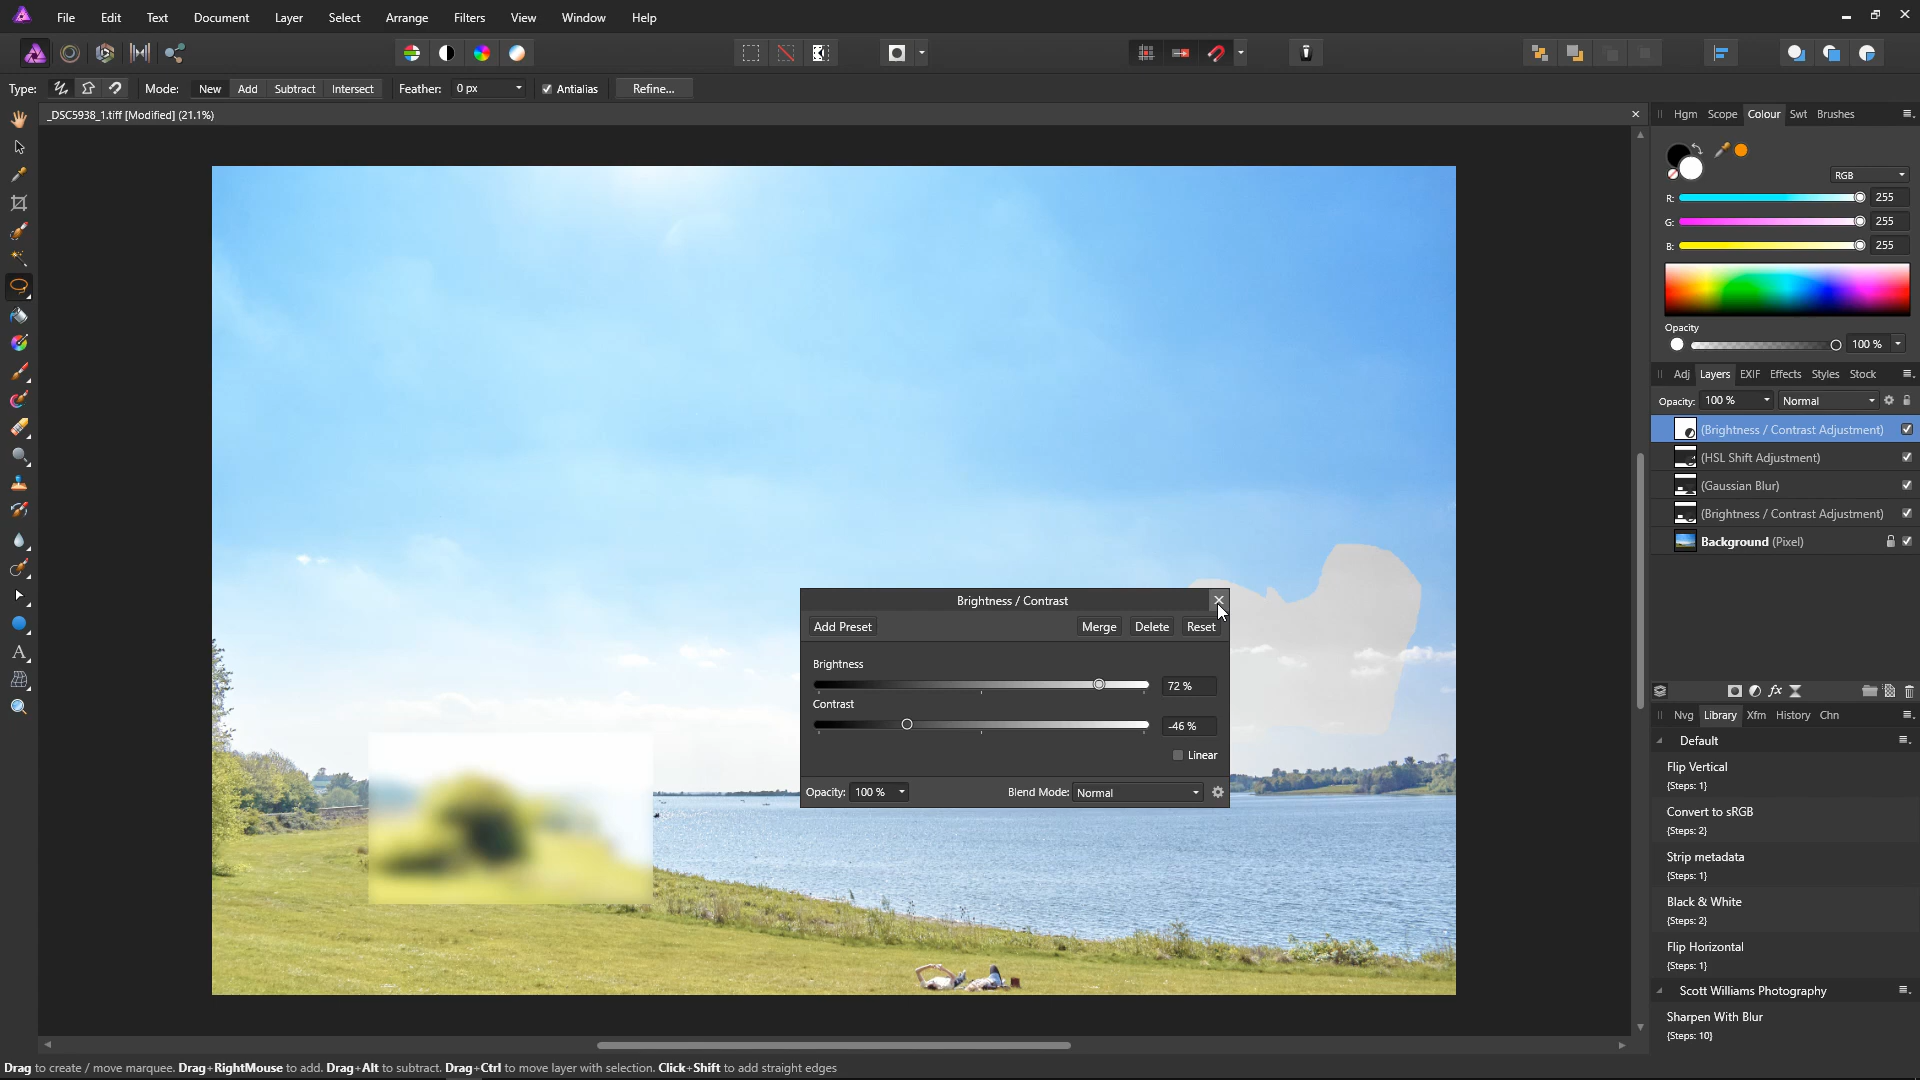 File Edit Text Document Layer Select Arrange Filters View Window Help
Type: Mode: New Add Subtract Intersect Feather: 0 px Antialias Refine...
_DSC5938_1.tiff [Modified] (21.1%)
Hgm Scope Colour Swt Brushes
RGB
R: 255
G: 255
B: 255
Opacity
100 %
Adj Layers EXIF Effects Styles Stock
Opacity: 100 % Normal
(Brightness / Contrast Adjustment)
(HSL Shift Adjustment)
(Gaussian Blur)
(Brightness / Contrast Adjustment)
Background (Pixel)
Brightness / Contrast
Add Preset Merge Delete Reset
Brightness
72 %
Contrast
-46 %
Linear
Opacity: 100 % Blend Mode: Normal
Nvg Library Xfm History Chn
Default
Flip Vertical
{Steps: 1}
Convert to sRGB
{Steps: 2}
Strip metadata
{Steps: 1}
Black & White
{Steps: 2}
Flip Horizontal
{Steps: 1}
Scott Williams Photography
Sharpen With Blur
{Steps: 10}
Drag to create / move marquee. Drag+RightMouse to add. Drag+Alt to subtract. Drag+Ctrl to move layer with selection. Click+Shift to add straight edges